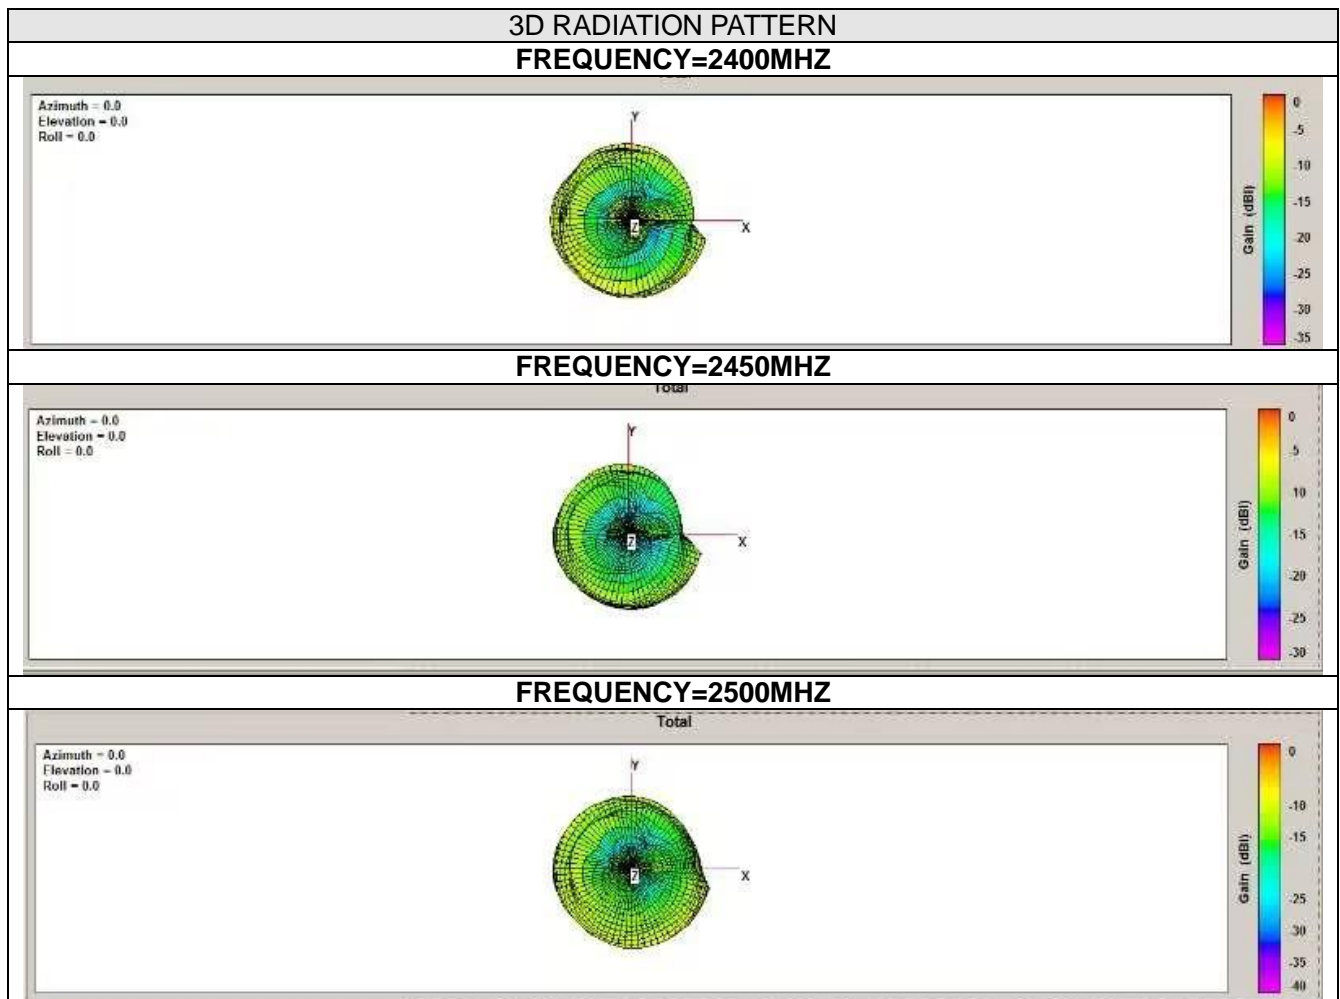 3D RADIATION PATTERN
FREQUENCY=2400MHZ
Azimuth = 0.0
Elevation = 0.0
Roll = 0.0
Y
Z
X
Gain (dBi)
0
-5
-10
-15
-20
-25
-30
-35
FREQUENCY=2450MHZ
Total
Azimuth = 0.0
Elevation = 0.0
Roll = 0.0
Y
Z
X
Gain (dBi)
0
-5
-10
-15
-20
-25
-30
FREQUENCY=2500MHZ
Total
Azimuth = 0.0
Elevation = 0.0
Roll = 0.0
Y
Z
X
Gain (dBi)
0
-10
-15
-25
-30
-35
-40